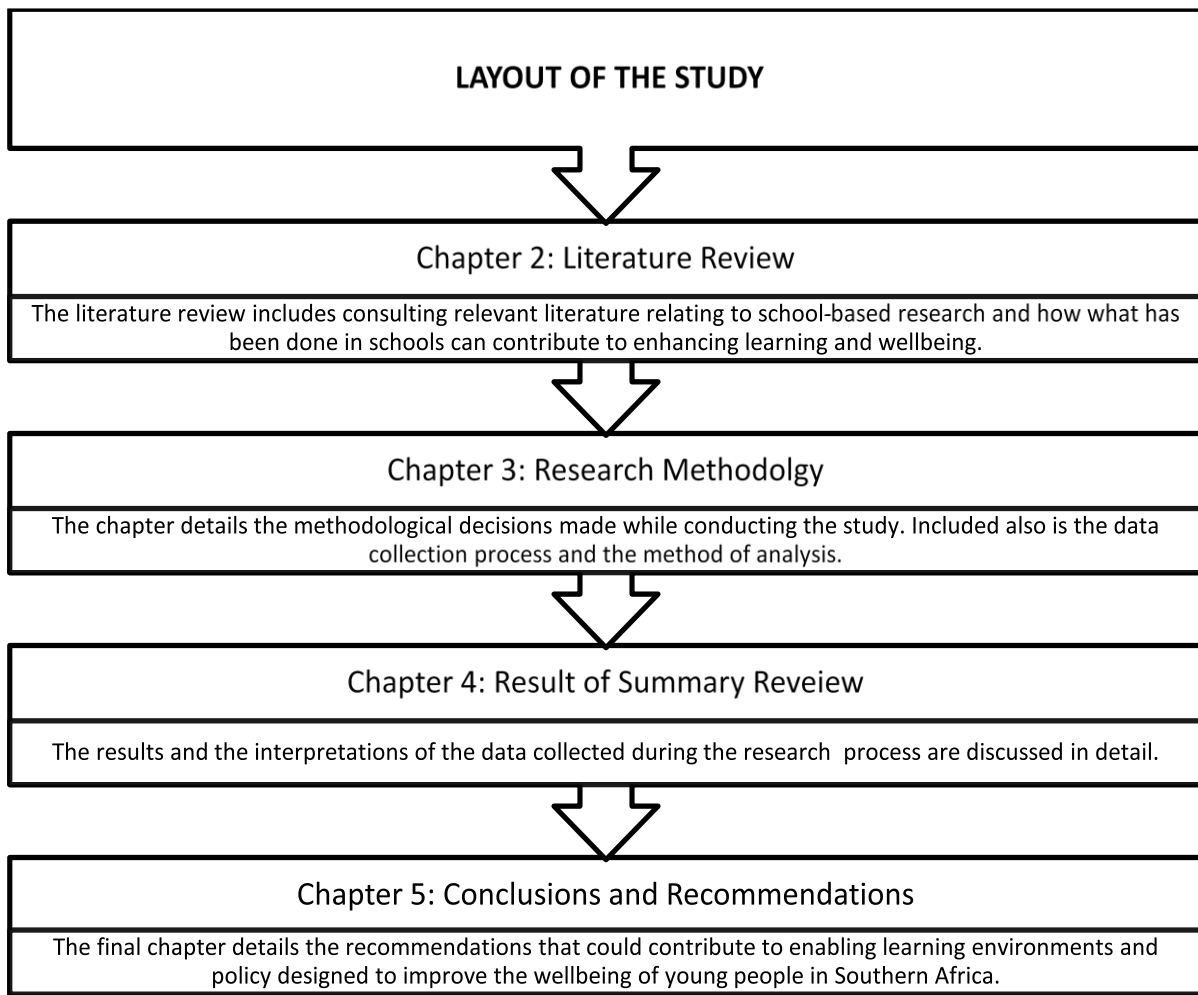 LAYOUT OF THE STUDY
Chapter 2: Literature Review
The literature review includes consulting relevant literature relating to school-based research and how what has
been done in schools can contribute to enhancing learning and wellbeing.
Chapter 3: Research Methodolgy
The chapter details the methodological decisions made while conducting the study. Included also is the data
collection process and the method of analysis.
Chapter 4: Result of Summary Reveiew
The results and the interpretations of the data collected during the research  process are discussed in detail.
Chapter 5: Conclusions and Recommendations
The final chapter details the recommendations that could contribute to enabling learning environments and
policy designed to improve the wellbeing of young people in Southern Africa.